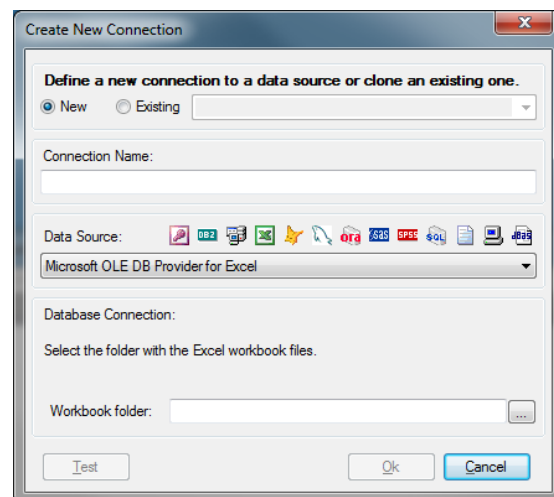 Create New Connection
Define a new connection to a data source or clone an existing one.
New Existing
Connection Name:
Data Source: DB2 ora sas SPSS SQL dBas
Microsoft OLE DB Provider for Excel
Database Connection:
Select the folder with the Excel workbook files.
Workbook folder: ...
Test Ok Cancel